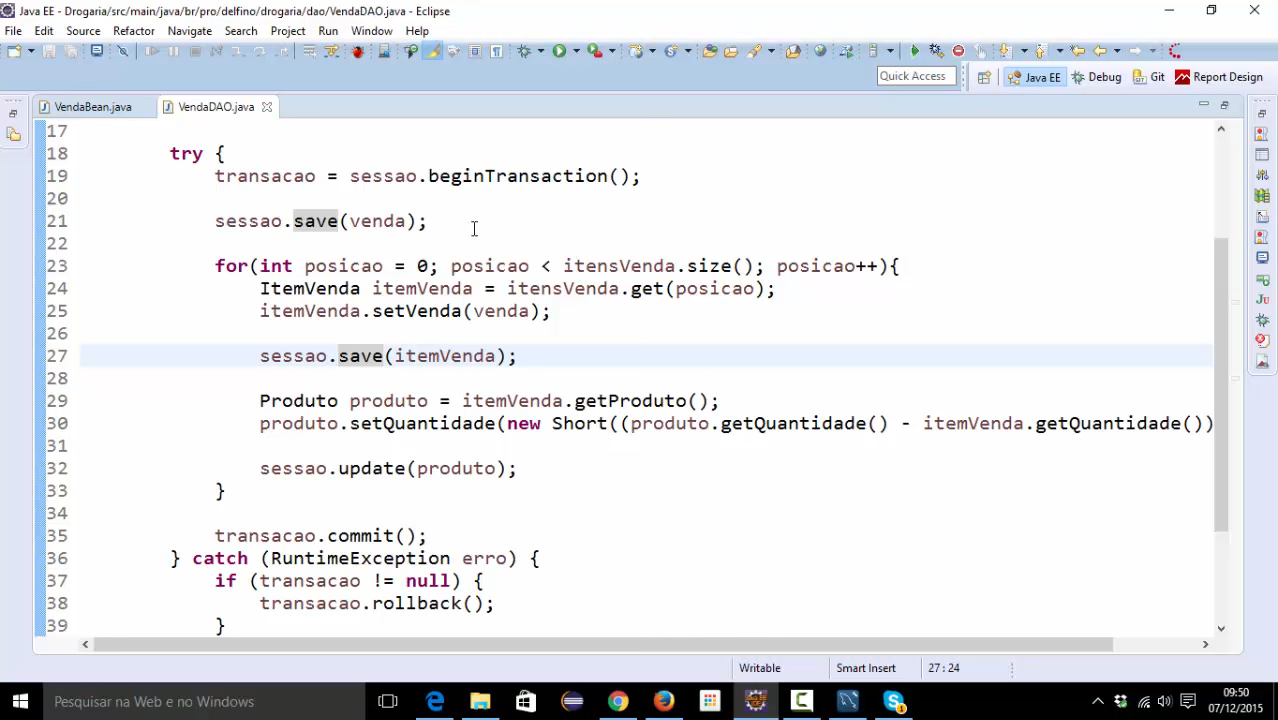 Java EE - Drogaria/src/main/java/br/pro/delfino/drogaria/dao/VendaDAO.java - Eclipse
File Edit Source Refactor Navigate Search Project Run Window Help
Quick Access Java EE Debug Git Report Design
VendaBean.java VendaDAO.java
17
18 try {
19 transacao = sessao.beginTransaction();
20
21 sessao.save(venda);
22
23 for(int posicao = 0; posicao < itensVenda.size(); posicao++){
24 ItemVenda itemVenda = itensVenda.get(posicao);
25 itemVenda.setVenda(venda);
26
27 sessao.save(itemVenda);
28
29 Produto produto = itemVenda.getProduto();
30 produto.setQuantidade(new Short((produto.getQuantidade() - itemVenda.getQuantidade())
31
32 sessao.update(produto);
33 }
34
35 transacao.commit();
36 } catch (RuntimeException erro) {
37 if (transacao != null) {
38 transacao.rollback();
39 }
Writable Smart Insert 27 : 24
Pesquisar na Web e no Windows
09:50
07/12/2015